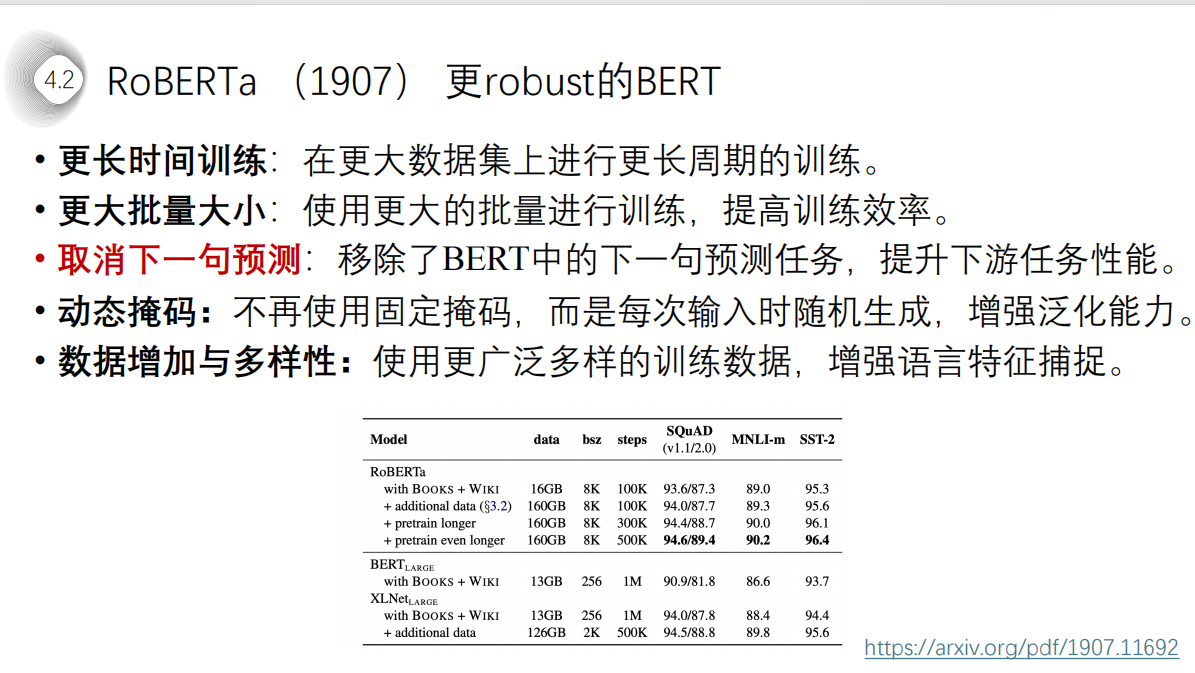 4.2 RoBERTa （1907） 更robust的BERT
• 更长时间训练：在更大数据集上进行更长周期的训练。
• 更大批量大小：使用更大的批量进行训练，提高训练效率。
• 取消下一句预测：移除了BERT中的下一句预测任务，提升下游任务性能。
• 动态掩码：不再使用固定掩码，而是每次输入时随机生成，增强泛化能力。
• 数据增加与多样性：使用更广泛多样的训练数据，增强语言特征捕捉。
Model data bsz steps SQuAD (v1.1/2.0) MNLI-m SST-2
RoBERTa
with BOOKS + WIKI 16GB 8K 100K 93.6/87.3 89.0 95.3
+ additional data (§3.2) 160GB 8K 100K 94.0/87.7 89.3 95.6
+ pretrain longer 160GB 8K 300K 94.4/88.7 90.0 96.1
+ pretrain even longer 160GB 8K 500K 94.6/89.4 90.2 96.4
BERTLARGE
with BOOKS + WIKI 13GB 256 1M 90.9/81.8 86.6 93.7
XLNetLARGE
with BOOKS + WIKI 13GB 256 1M 94.0/87.8 88.4 94.4
+ additional data 126GB 2K 500K 94.5/88.8 89.8 95.6
https://arxiv.org/pdf/1907.11692